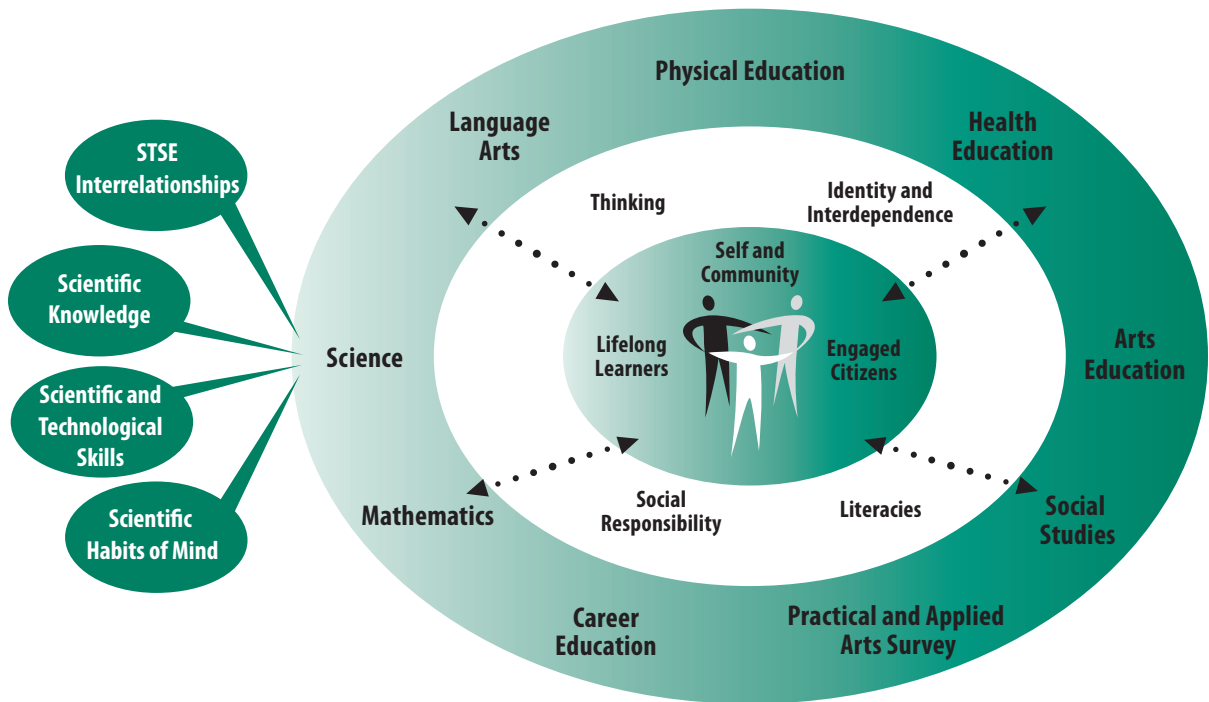 Physical Education
Language
Arts
Health
Education
STSE
Interrelationships
Thinking
Identity and
Interdependence
Self and
Community
Scientific
Knowledge
Science
Lifelong
Learners
Engaged
Citizens
Arts
Education
Scientific and
Technological
Skills
Mathematics
Social
Responsibility
Literacies
Social
Studies
Scientific
Habits of Mind
Career
Education
Practical and Applied
Arts Survey